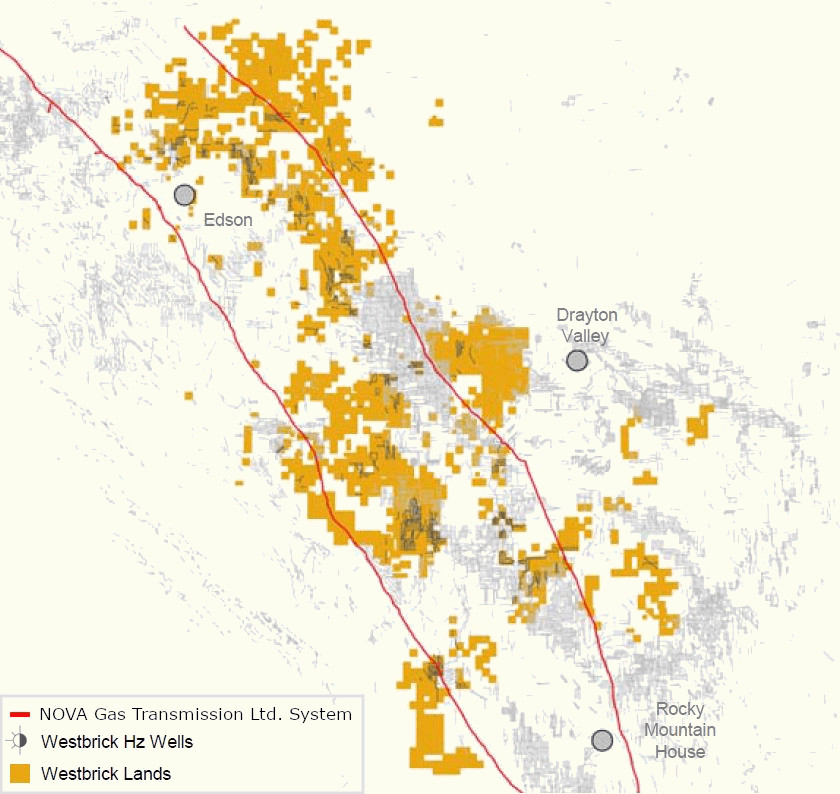 Edson
Drayton
Valley
Rocky
Mountain
House
NOVA Gas Transmission Ltd. System
Westbrick Hz Wells
Westbrick Lands